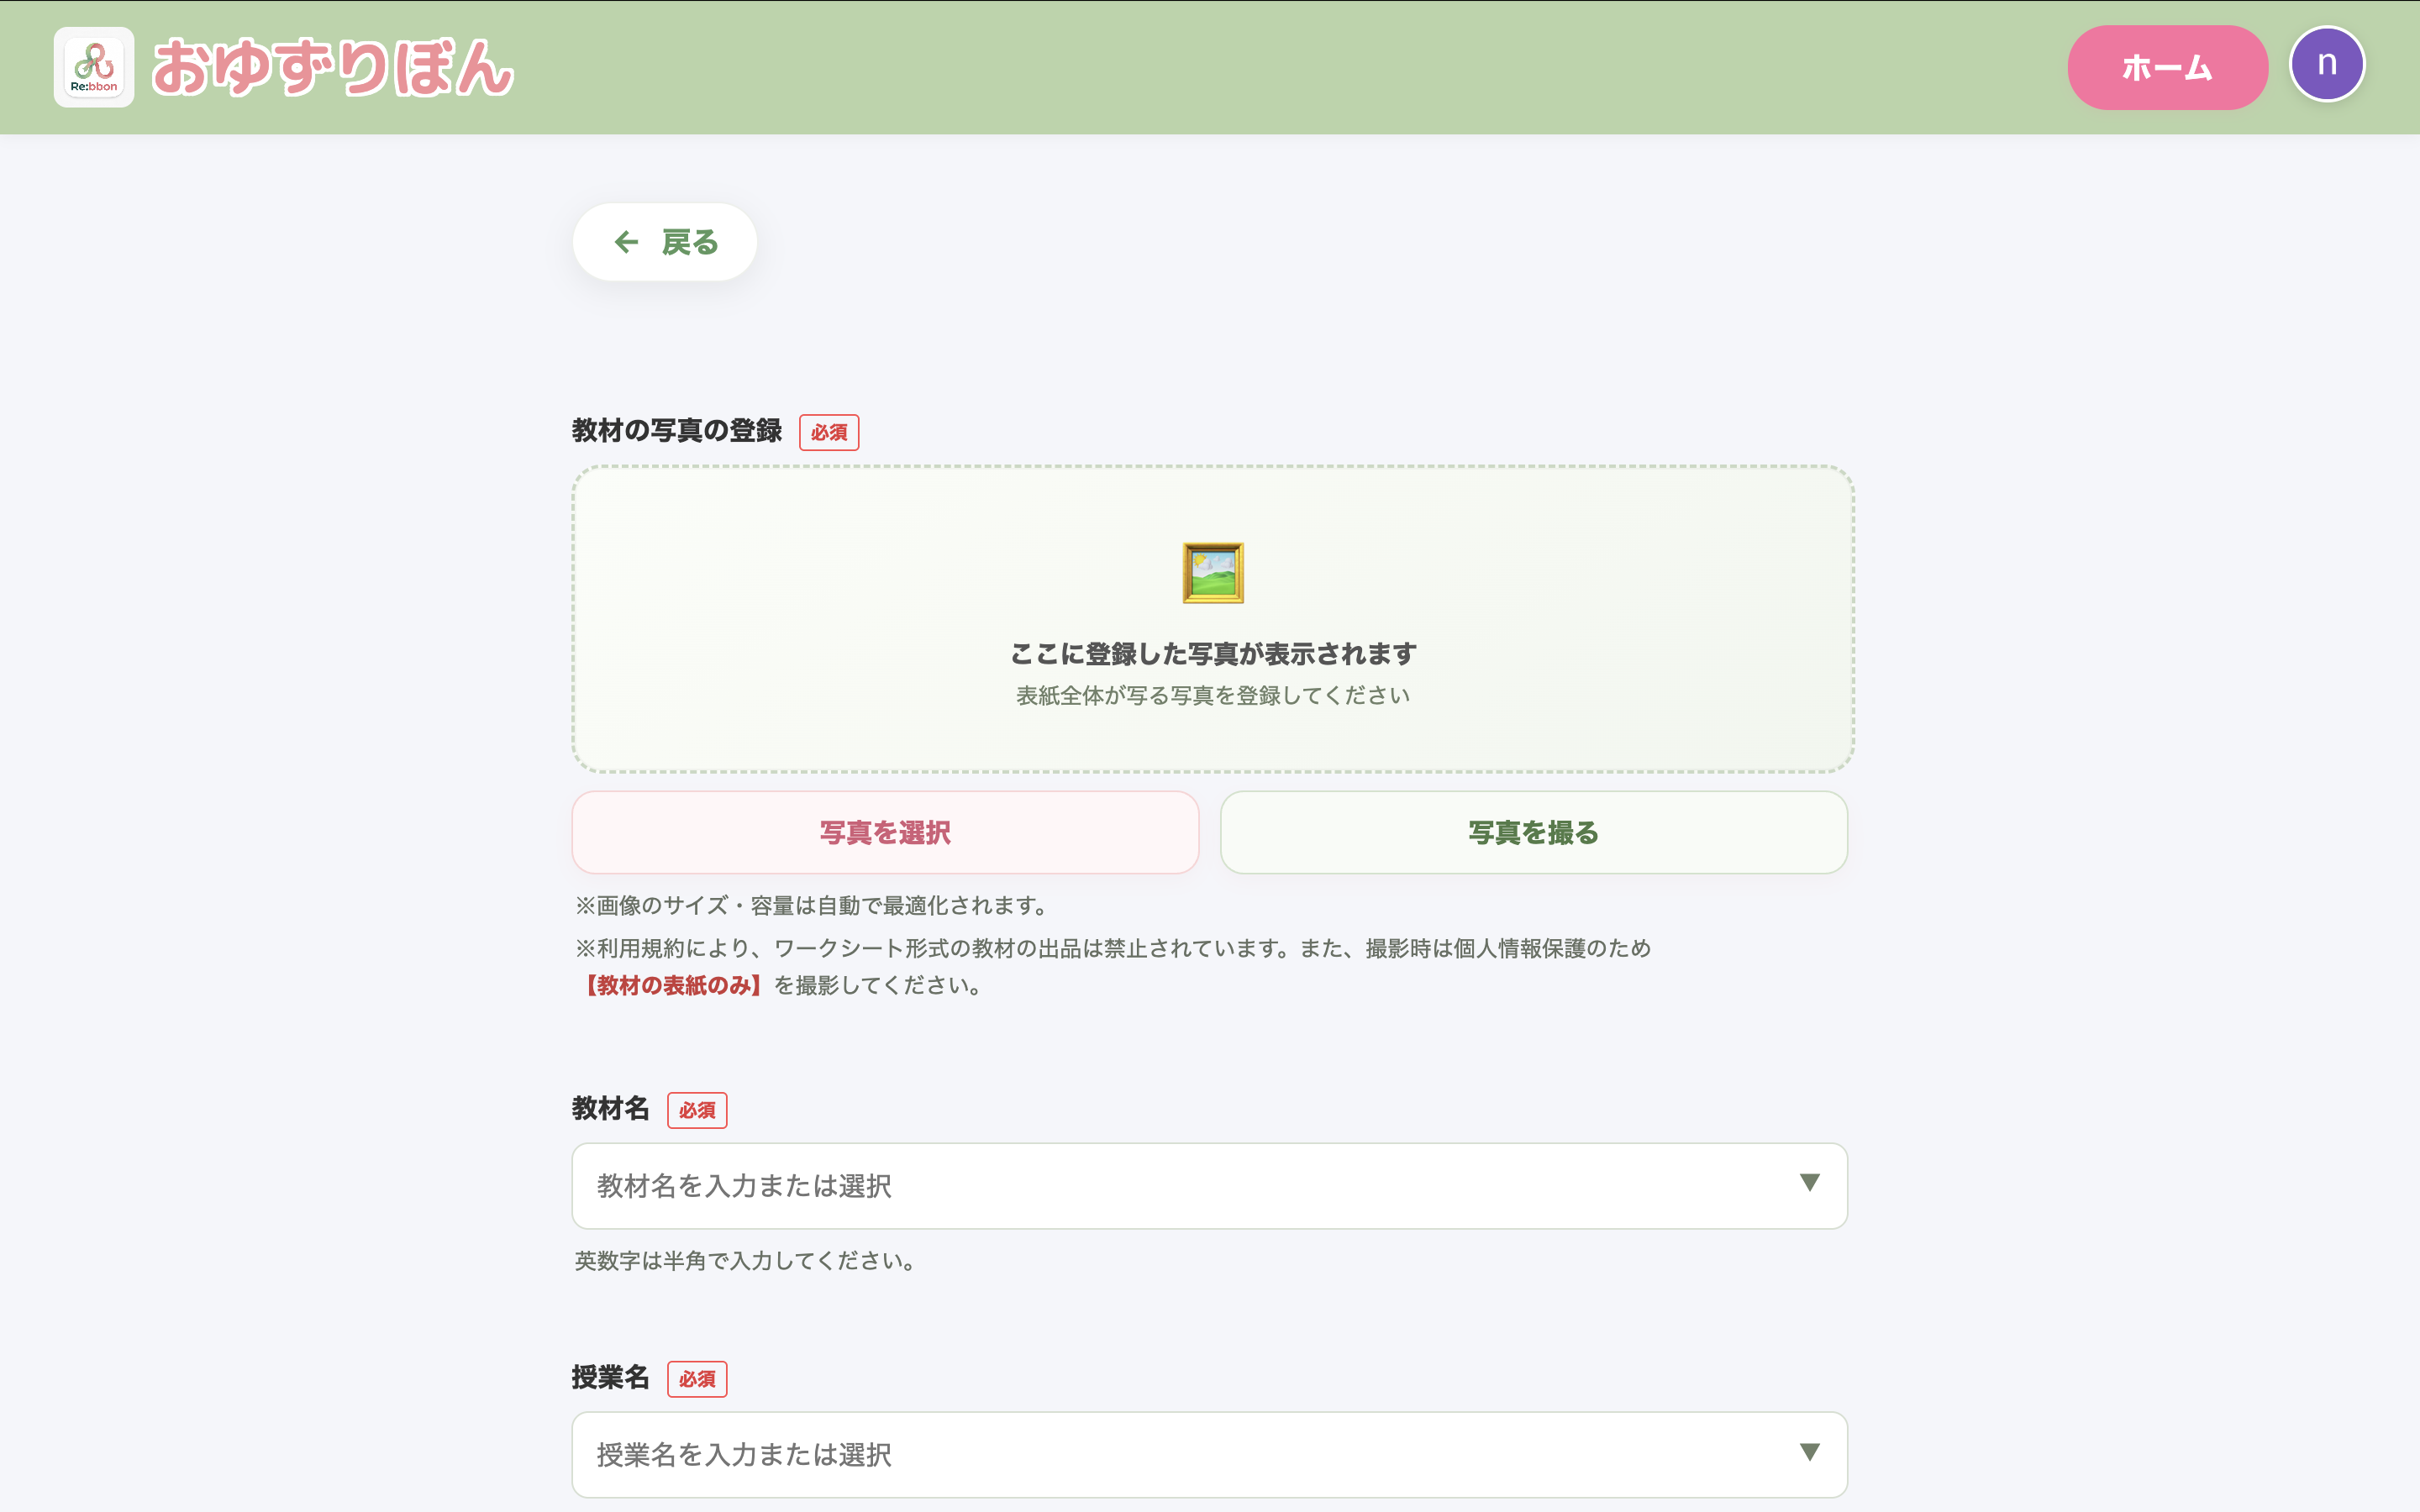 Re:bbon
おゆずりぼん
ホーム
n
← 戻る
教材の写真の登録 必須
ここに登録した写真が表示されます
表紙全体が写る写真を登録してください
写真を選択
写真を撮る
※画像のサイズ・容量は自動で最適化されます。
※利用規約により、ワークシート形式の教材の出品は禁止されています。また、撮影時は個人情報保護のため
【教材の表紙のみ】を撮影してください。
教材名 必須
教材名を入力または選択 ▼
英数字は半角で入力してください。
授業名 必須
授業名を入力または選択 ▼